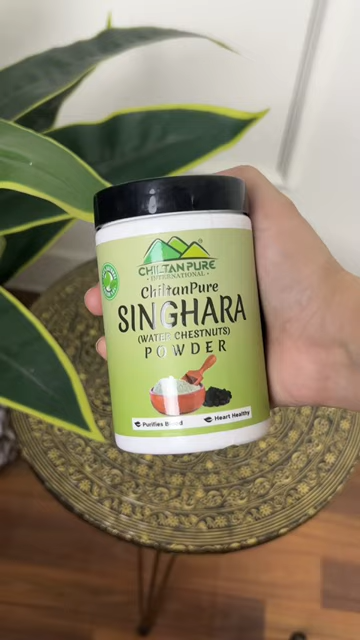 CHILTAN PURE
INTERNATIONAL
ChiltanPure
SINGHARA
(WATER CHESTNUTS)
POWDER
Purifies Blood
Heart Healthy